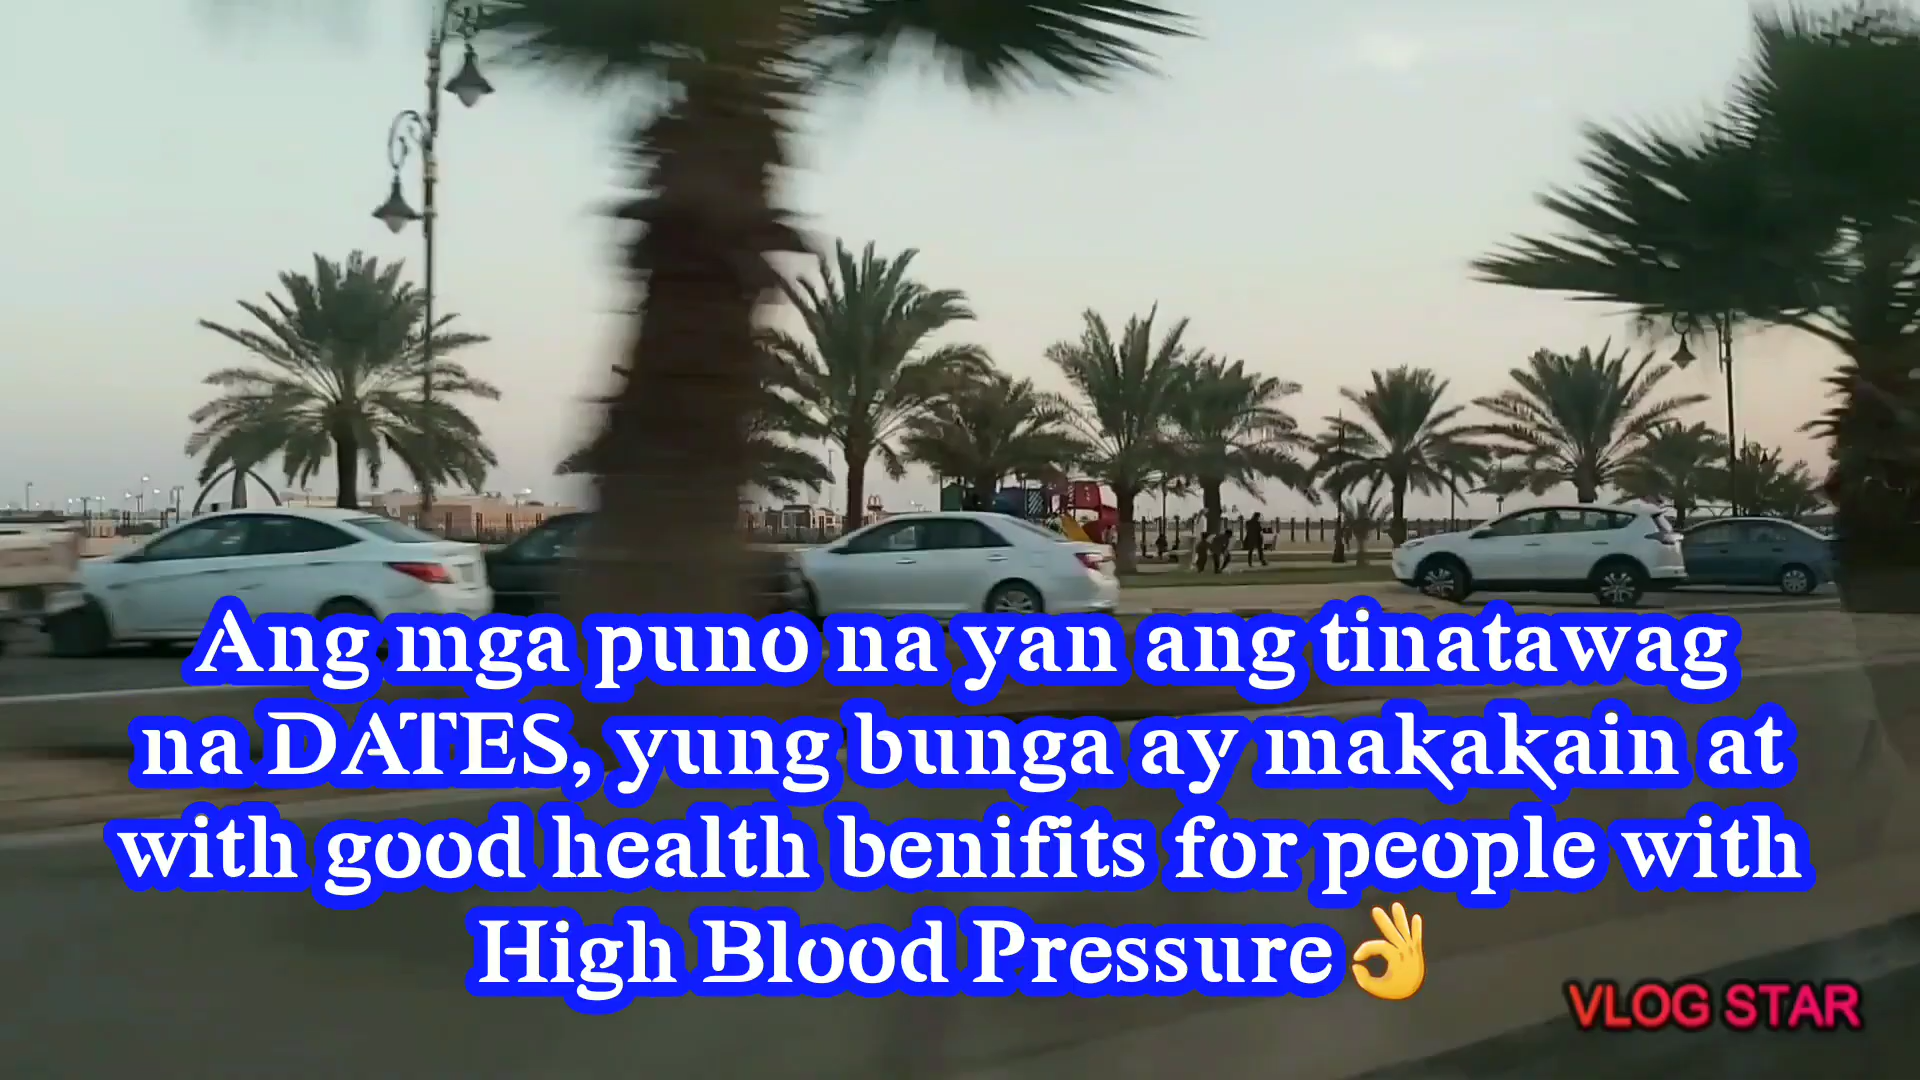 Ang mga puno na yan ang tinatawag
na DATES, yung bunga ay makakain at
with good health benifits for people with
High Blood Pressure👌
VLOG STAR